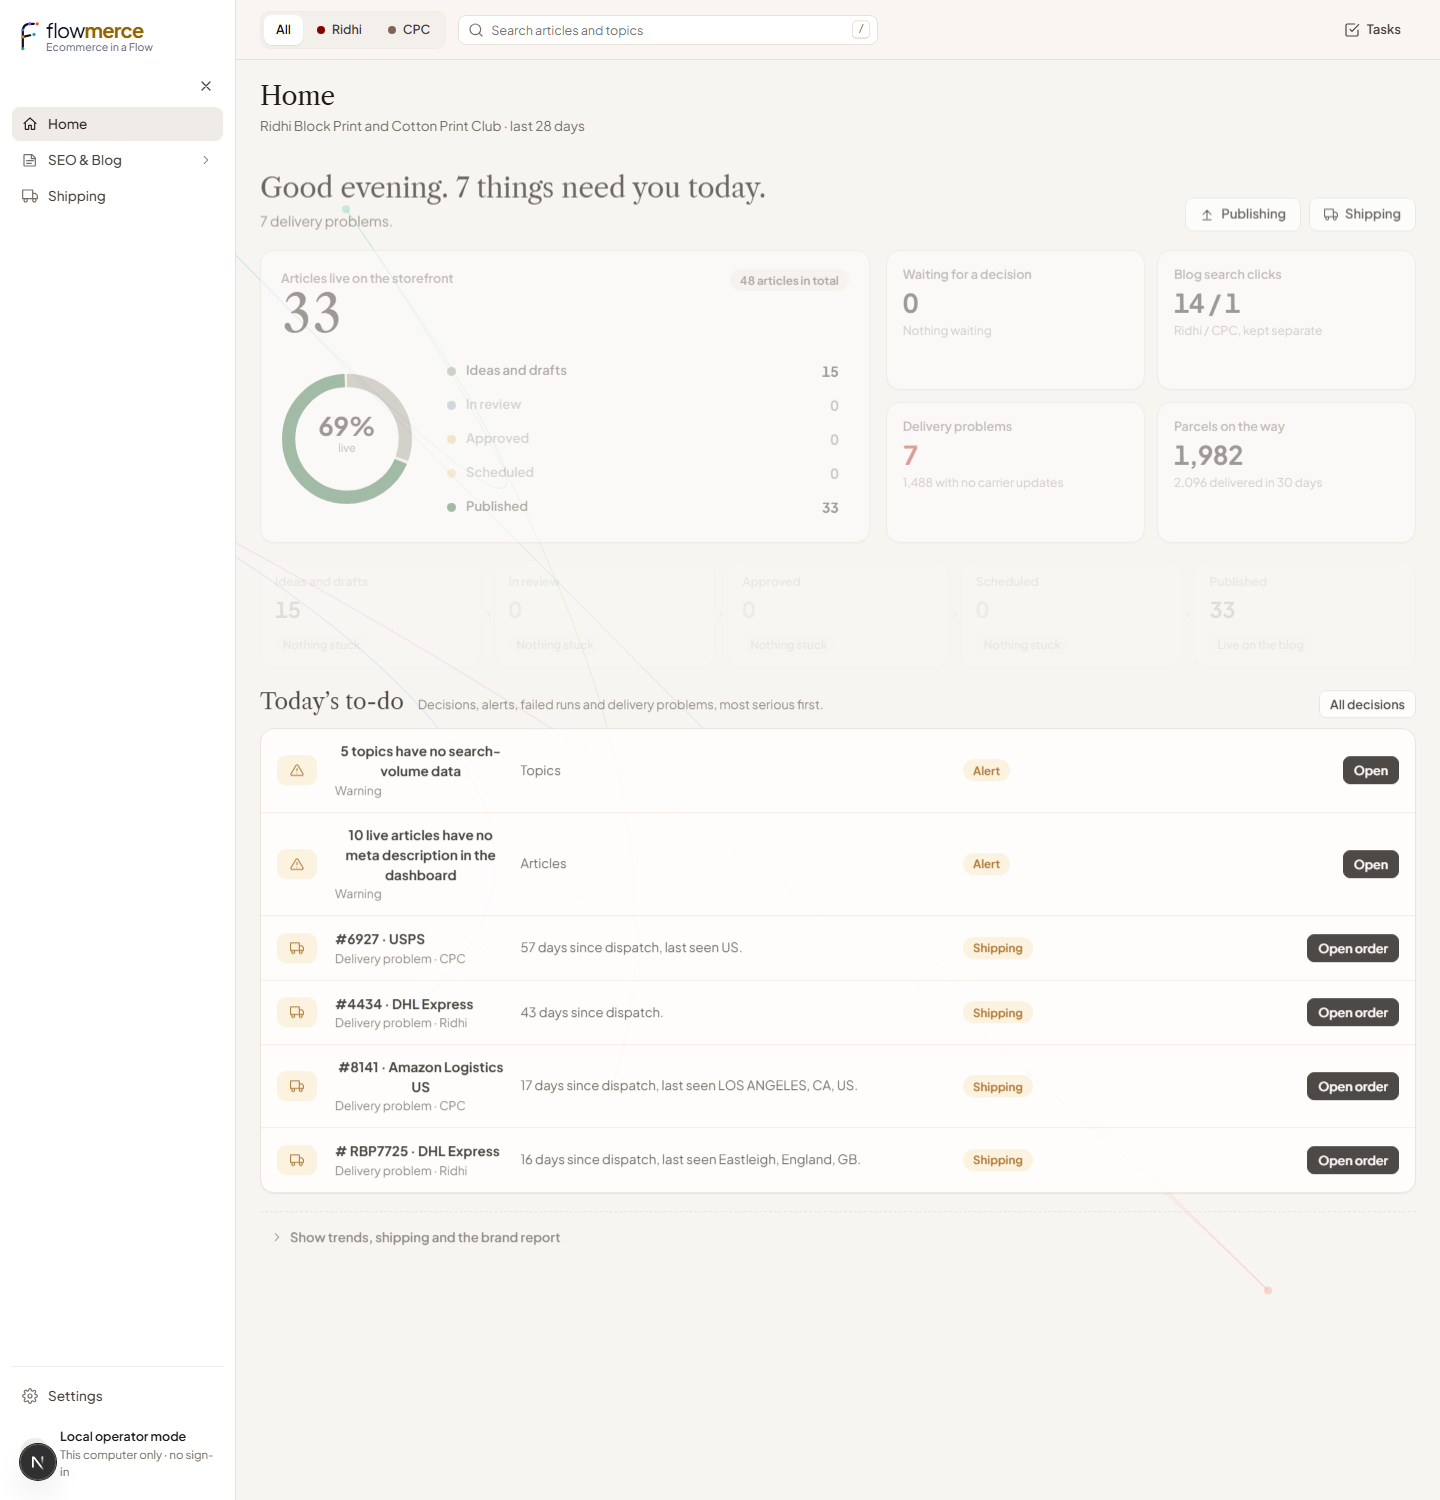 flowmerce
Ecommerce in a Flow
Home
SEO & Blog
Shipping
Settings
Local operator mode
This computer only · no sign-
in
N
All
Ridhi
CPC
Search articles and topics
/
Tasks
Home
Ridhi Block Print and Cotton Print Club · last 28 days
Good evening. 7 things need you today.
7 delivery problems.
Publishing
Shipping
Articles live on the storefront
48 articles in total
33
69%
live
Ideas and drafts 15
In review 0
Approved 0
Scheduled 0
Published 33
Waiting for a decision
0
Nothing waiting
Blog search clicks
14 / 1
Ridhi / CPC, kept separate
Delivery problems
7
1,488 with no carrier updates
Parcels on the way
1,982
2,096 delivered in 30 days
Ideas and drafts
15
Nothing stuck
In review
0
Nothing stuck
Approved
0
Nothing stuck
Scheduled
0
Nothing stuck
Published
33
Live on the blog
Today’s to-do
Decisions, alerts, failed runs and delivery problems, most serious first.
All decisions
5 topics have no search-
volume data
Warning
Topics
Alert
Open
10 live articles have no
meta description in the
dashboard
Warning
Articles
Alert
Open
#6927 · USPS
Delivery problem · CPC
57 days since dispatch, last seen US.
Shipping
Open order
#4434 · DHL Express
Delivery problem · Ridhi
43 days since dispatch.
Shipping
Open order
#8141 · Amazon Logistics
US
Delivery problem · CPC
17 days since dispatch, last seen LOS ANGELES, CA, US.
Shipping
Open order
# RBP7725 · DHL Express
Delivery problem · Ridhi
16 days since dispatch, last seen Eastleigh, England, GB.
Shipping
Open order
Show trends, shipping and the brand report